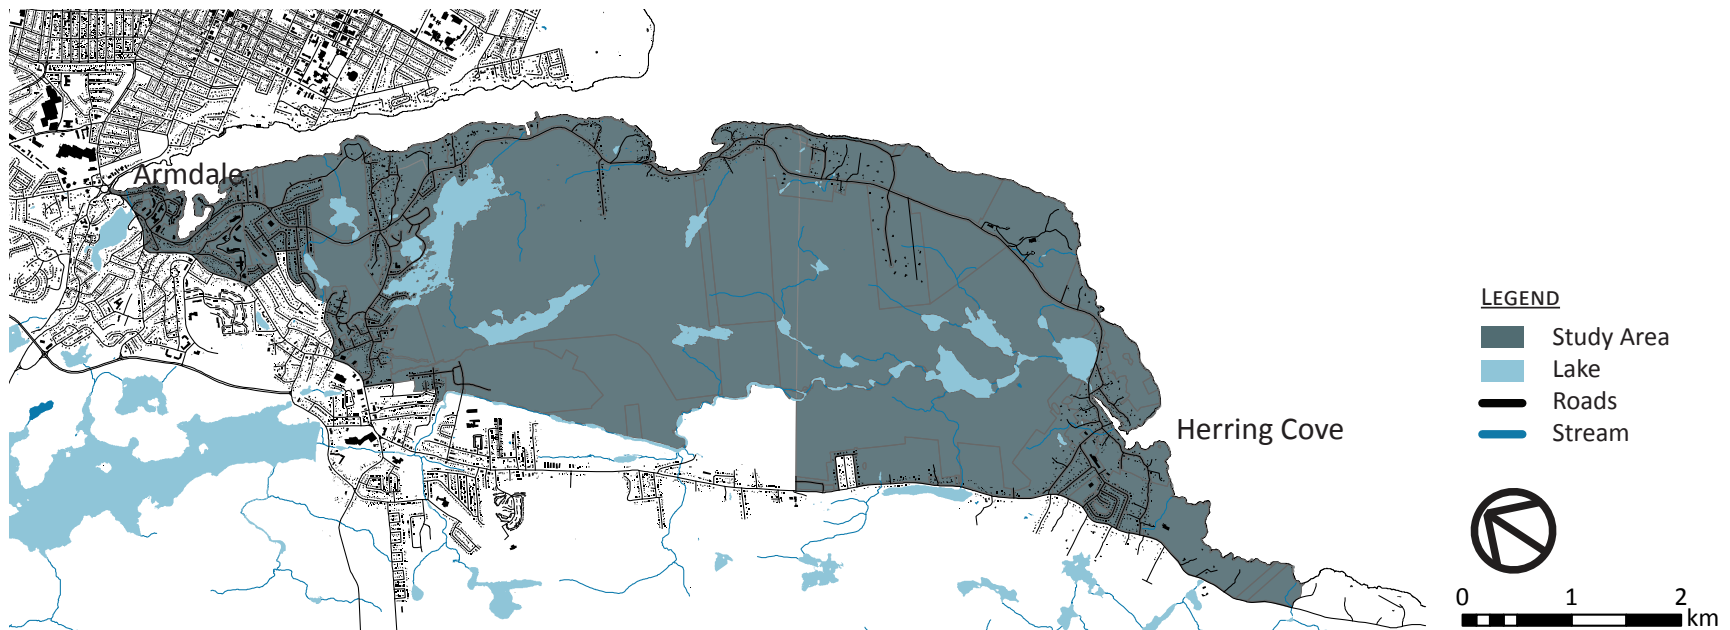 Armdale
Herring Cove
LEGEND
Study Area
Lake
Roads
Stream
0 1 2
km